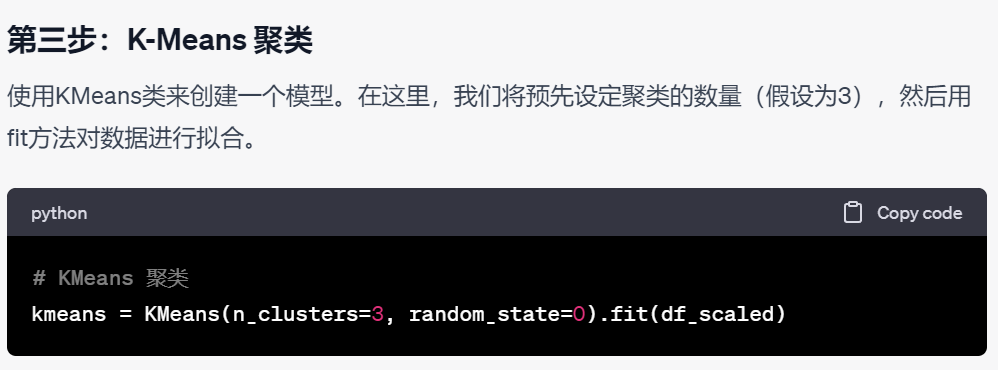 第三步：K-Means 聚类
使用KMeans类来创建一个模型。在这里，我们将预先设定聚类的数量（假设为3），然后用
fit方法对数据进行拟合。
python
Copy code
# KMeans 聚类
kmeans = KMeans(n_clusters=3, random_state=0).fit(df_scaled)